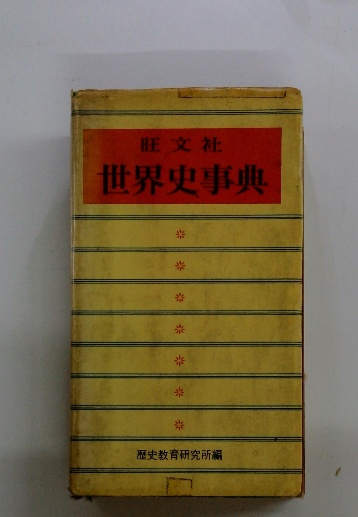 旺文社
世界史事典
歴史教育研究所編